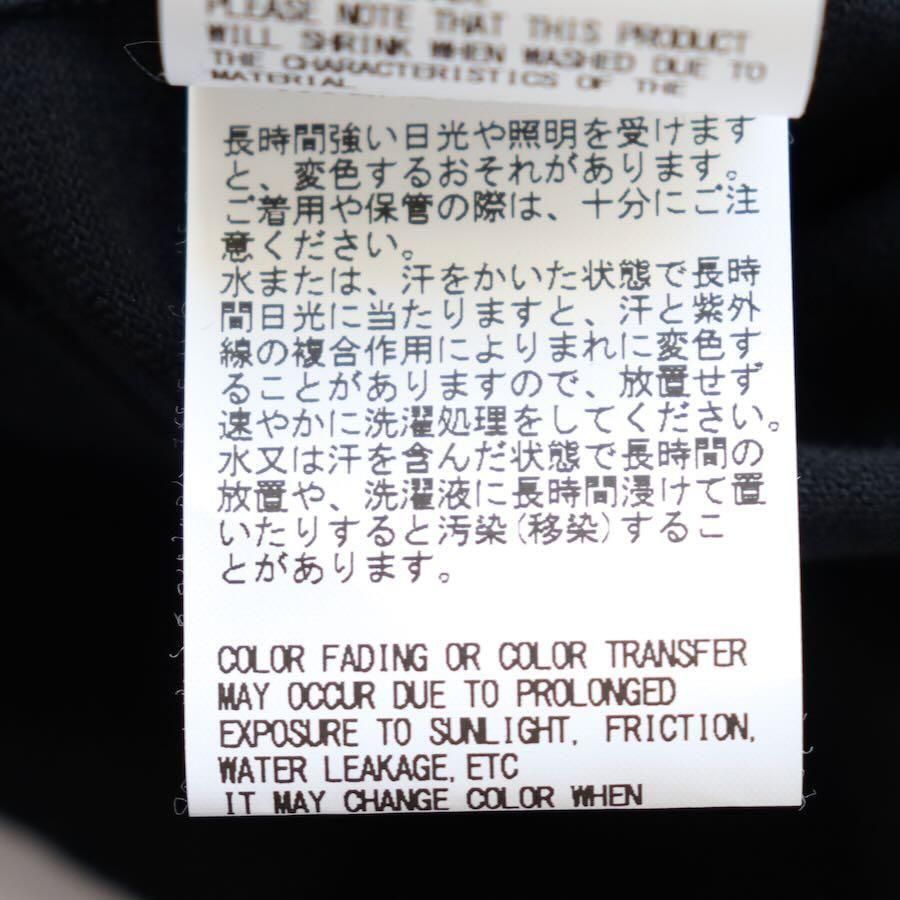 PLEASE NOTE THAT THIS PRODUCT
WILL SHRINK WHEN WASHED DUE TO
THE CHARACTERISTICS OF THE
MATERIAL
長時間強い日光や照明を受けます
と、変色するおそれがあります。
ご着用や保管の際は、十分にご注
意ください。
水または、汗をかいた状態で長時
間日光に当たりますと、汗と紫外
線の複合作用によりまれに変色す
ることがありますので、放置せず
速やかに洗濯処理をしてください。
水又は汗を含んだ状態で長時間の
放置や、洗濯液に長時間浸けて置
いたりすると汚染(移染)するこ
とがあります。
COLOR FADING OR COLOR TRANSFER
MAY OCCUR DUE TO PROLONGED
EXPOSURE TO SUNLIGHT, FRICTION,
WATER LEAKAGE,ETC
IT MAY CHANGE COLOR WHEN